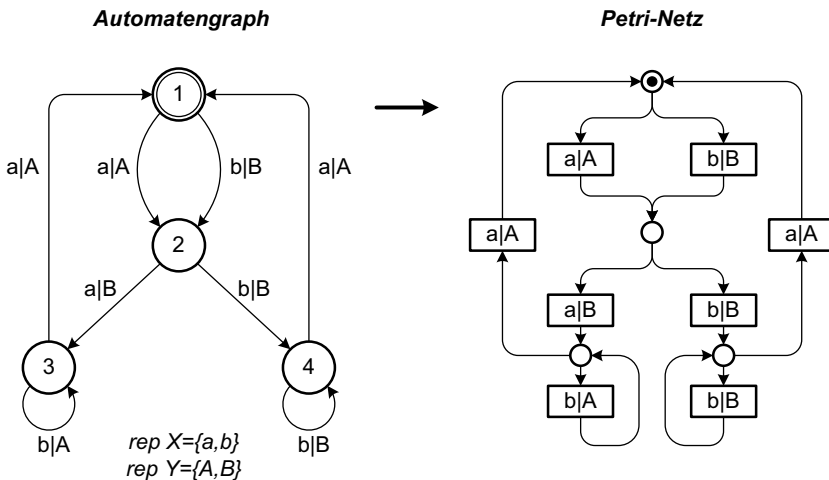 Automatengraph
Petri-Netz
1
a|A
a|A
b|B
a|A
2
a|B
b|B
3
4
b|A
b|B
rep X={a,b}
rep Y={A,B}
a|A
b|B
a|A
a|A
a|B
b|B
b|A
b|B